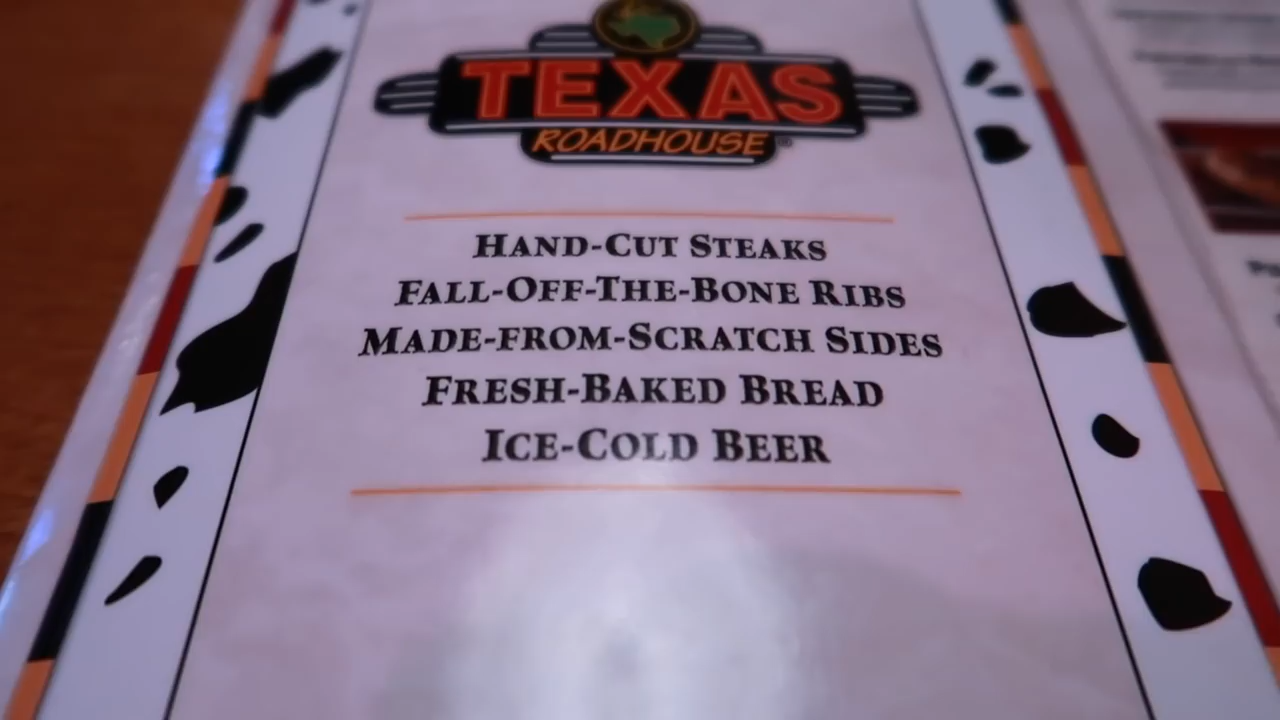 TEXAS
ROADHOUSE®
HAND-CUT STEAKS
FALL-OFF-THE-BONE RIBS
MADE-FROM-SCRATCH SIDES
FRESH-BAKED BREAD
ICE-COLD BEER